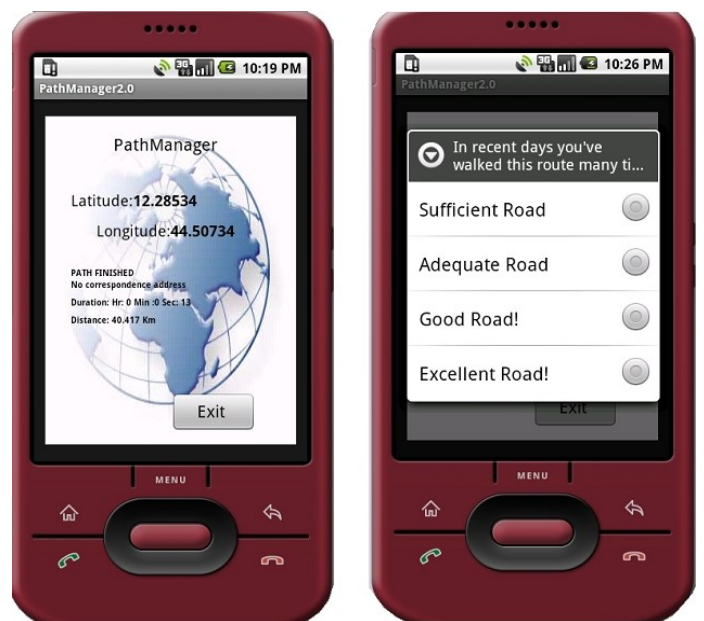 10:19 PM
PathManager2.0
PathManager
Latitude:12.28534
Longitude:44.50734
PATH FINISHED
No correspondence address
Duration: Hr: 0 Min :0 Sec: 13
Distance: 40.417 Km
Exit
MENU
10:26 PM
PathManager2.0
In recent days you've
walked this route many ti...
Sufficient Road
Adequate Road
Good Road!
Excellent Road!
Exit
MENU